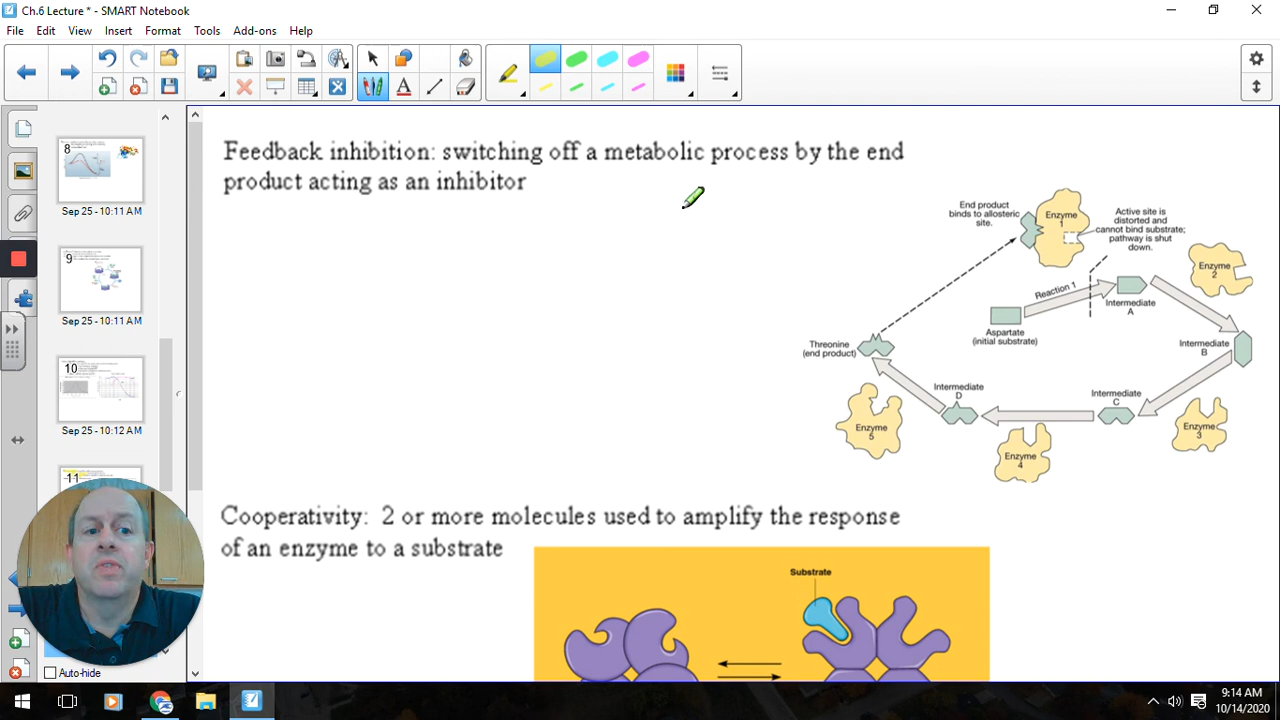 Ch.6 Lecture * - SMART Notebook
File Edit View Insert Format Tools Add-ons Help
8
Sep 25 - 10:11 AM
9
Sep 25 - 10:11 AM
10
Sep 25 - 10:12 AM
11
Auto-hide
Feedback inhibition: switching off a metabolic process by the end
product acting as an inhibitor
End product
binds to allosteric
site.
Enzyme
1
Active site is
distorted and
cannot bind substrate;
pathway is shut
down.
Enzyme
2
Reaction 1
Intermediate
A
Aspartate
(initial substrate)
Threonine
(end product)
Intermediate
B
Intermediate
D
Intermediate
C
Enzyme
5
Enzyme
3
Enzyme
4
Cooperativity: 2 or more molecules used to amplify the response
of an enzyme to a substrate
Substrate
9:14 AM
10/14/2020